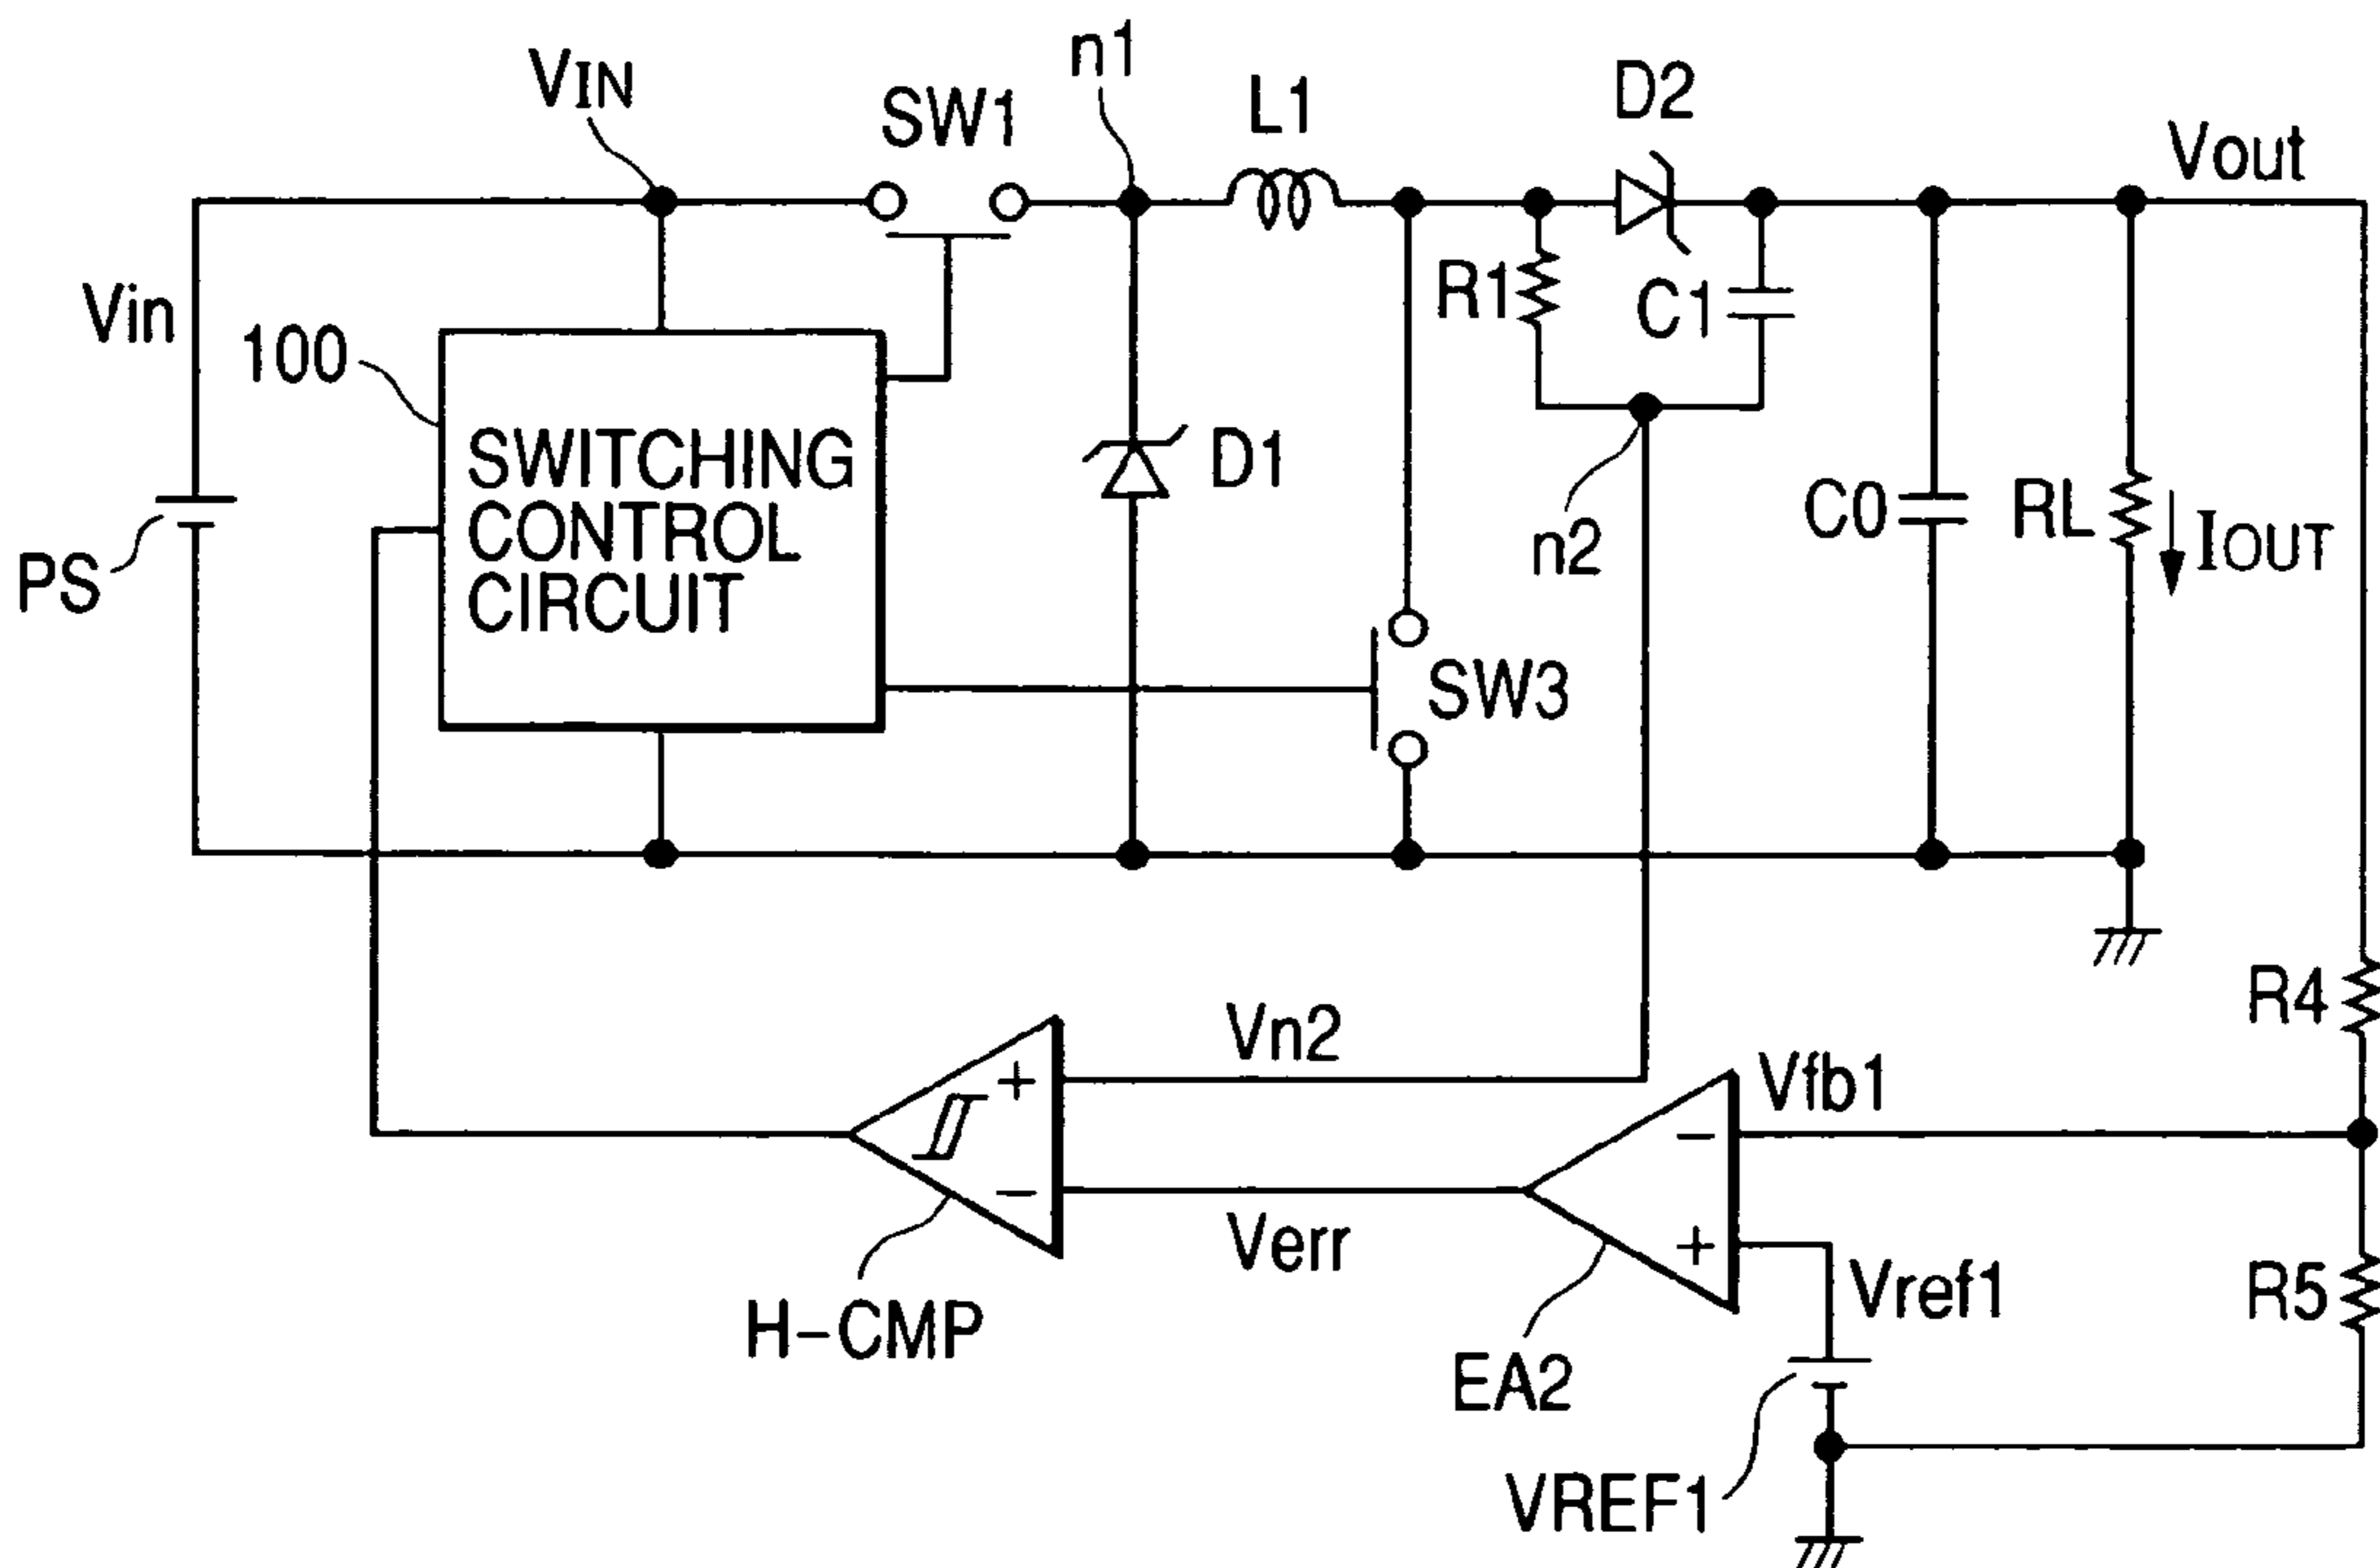 n1
VIN
SW1
L1
D2
Vout
Vin
100
R1
C1
SWITCHING
CONTROL
CIRCUIT
D1
n2
C0
RL
IOUT
PS
SW3
R4
Vn2
+
Vfb1
−
−
Verr
+
Vref1
R5
H-CMP
EA2
VREF1